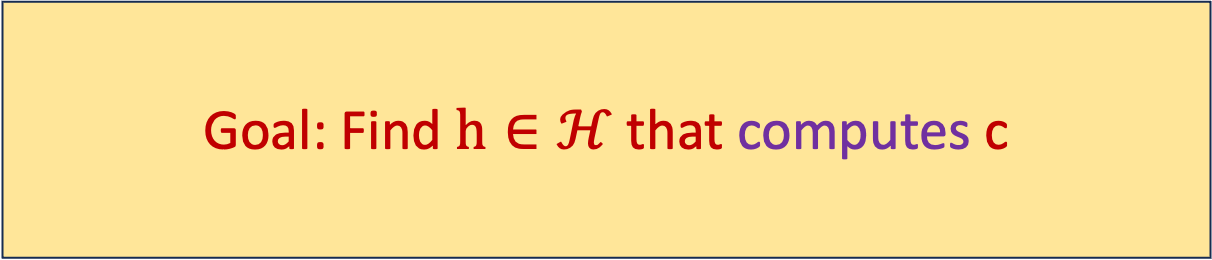 Goal: Find h ∈ ℋ that computes c